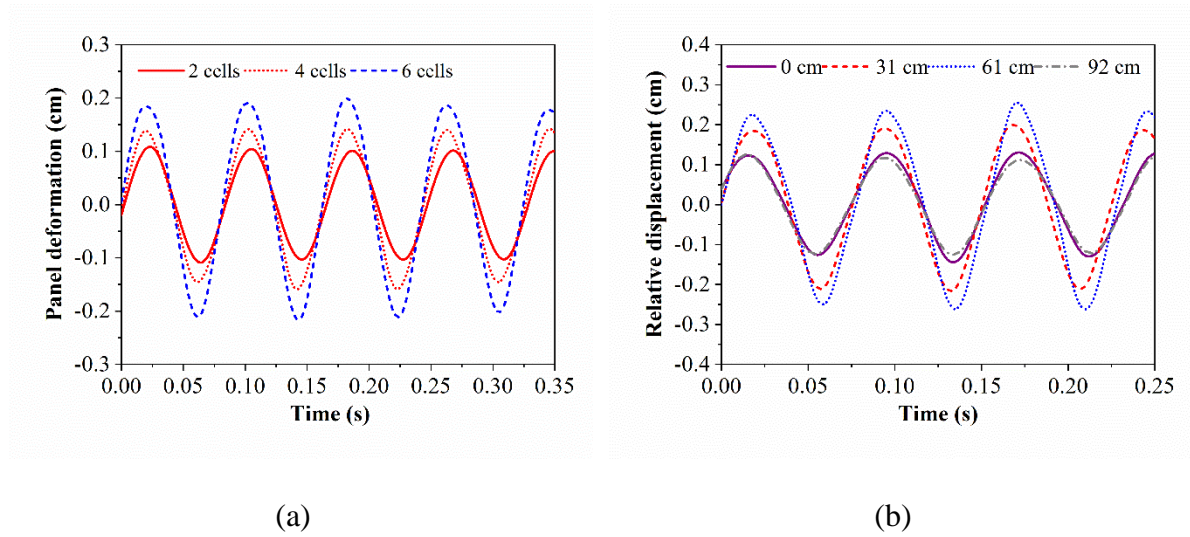 2 cells 4 cells 6 cells
Panel deformation (cm)
0.3
0.2
0.1
0.0
-0.1
-0.2
-0.3
0.00 0.05 0.10 0.15 0.20 0.25 0.30 0.35
Time (s)
(a)
0 cm 31 cm 61 cm 92 cm
Relative displacement (cm)
0.4
0.3
0.2
0.1
0.0
-0.1
-0.2
-0.3
-0.4
0.00 0.05 0.10 0.15 0.20 0.25
Time (s)
(b)